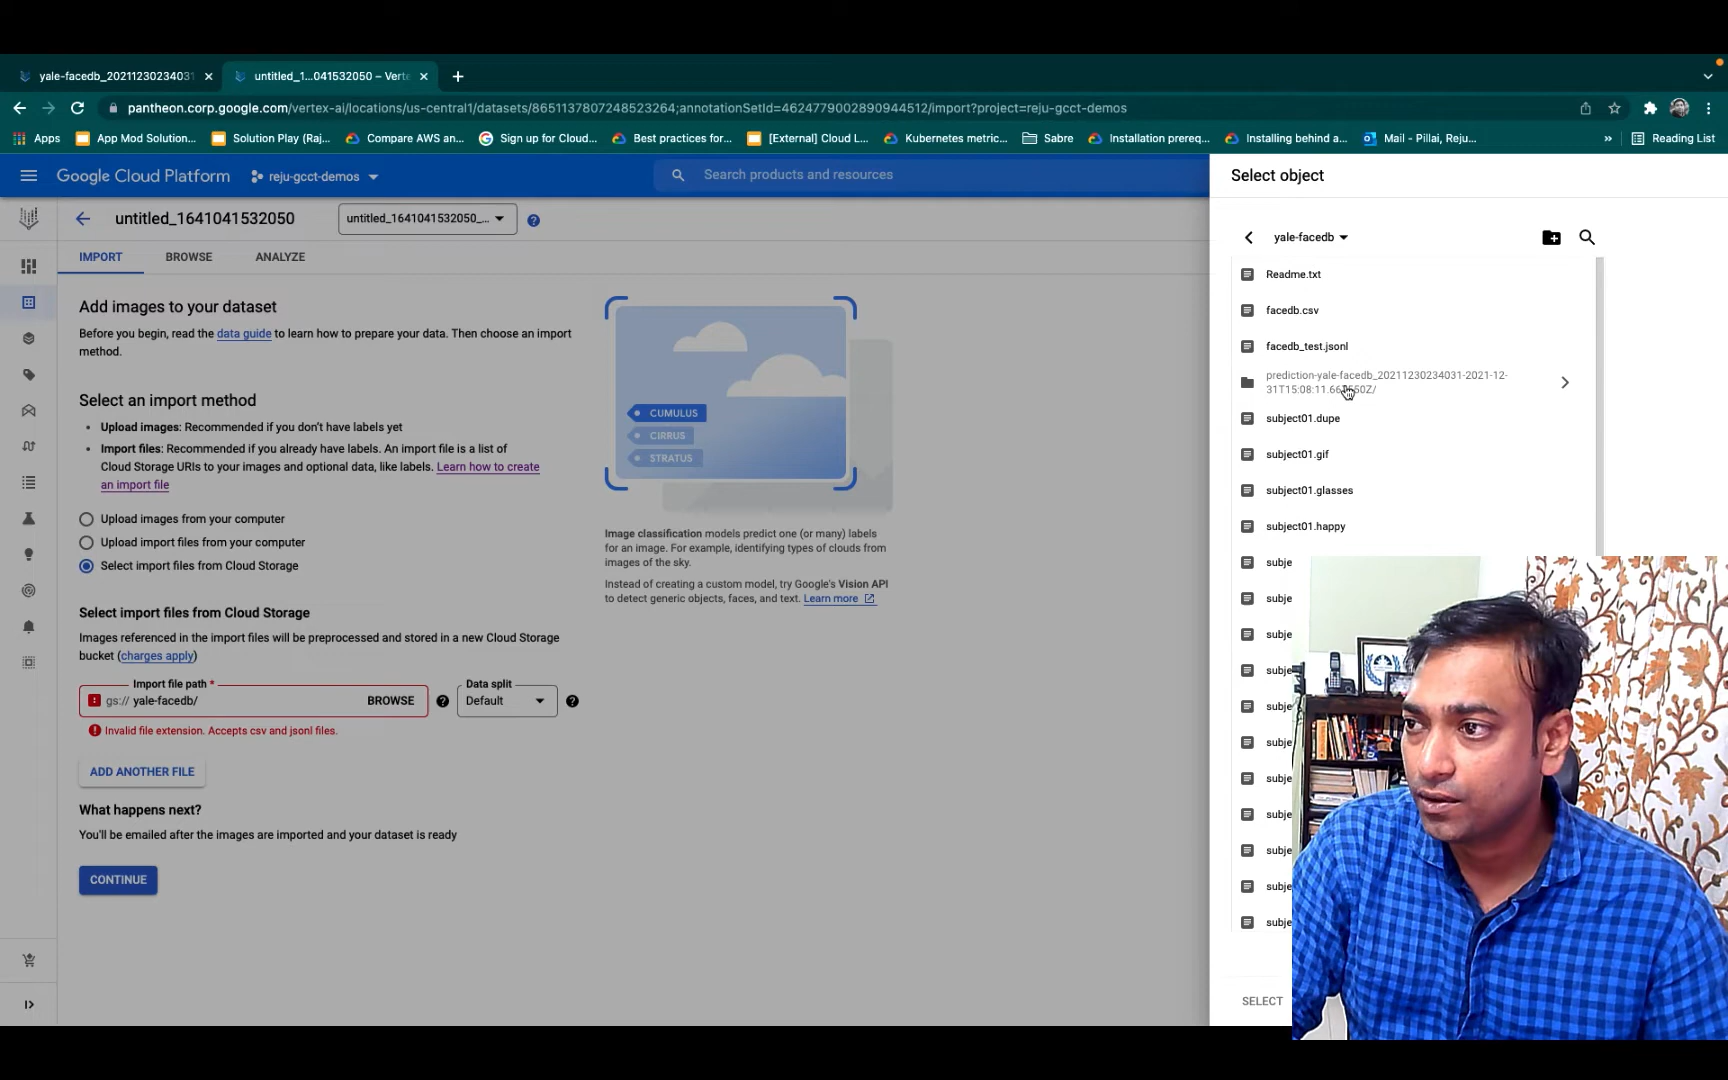 yale-facedb_20211230234031
untitled_1...041532050 – Verte
pantheon.corp.google.com/vertex-ai/locations/us-central1/datasets/8651137807248523264;annotationSetId=4624779002890944512/import?project=reju-gcct-demos
Apps
App Mod Solution...
Solution Play (Raj...
Compare AWS an...
Sign up for Cloud...
Best practices for...
[External] Cloud L...
Kubernetes metric...
Sabre
Installation prereq...
Installing behind a...
Mail - Pillai, Reju...
»
Reading List
Google Cloud Platform
reju-gcct-demos
Search products and resources
Select object
untitled_1641041532050
untitled_1641041532050_...
IMPORT
BROWSE
ANALYZE
yale-facedb
Add images to your dataset
Before you begin, read the data guide to learn how to prepare your data. Then choose an import
method.
Select an import method
Upload images: Recommended if you don't have labels yet
Import files: Recommended if you already have labels. An import file is a list of
Cloud Storage URIs to your images and optional data, like labels. Learn how to create
an import file
Upload images from your computer
Upload import files from your computer
Select import files from Cloud Storage
CUMULUS
CIRRUS
STRATUS
Image classification models predict one (or many) labels
for an image. For example, identifying types of clouds from
images of the sky.
Instead of creating a custom model, try Google's Vision API
to detect generic objects, faces, and text. Learn more
Select import files from Cloud Storage
Images referenced in the import files will be preprocessed and stored in a new Cloud Storage
bucket (charges apply)
Import file path *
gs:// yale-facedb/
BROWSE
Data split
Default
Invalid file extension. Accepts csv and jsonl files.
ADD ANOTHER FILE
What happens next?
You'll be emailed after the images are imported and your dataset is ready
CONTINUE
Readme.txt
facedb.csv
facedb_test.jsonl
prediction-yale-facedb_20211230234031-2021-12-
subject01.dupe
subject01.gif
subject01.glasses
subject01.happy
subje
subje
subje
subje
subje
subje
subje
subje
subje
subje
subje
SELECT